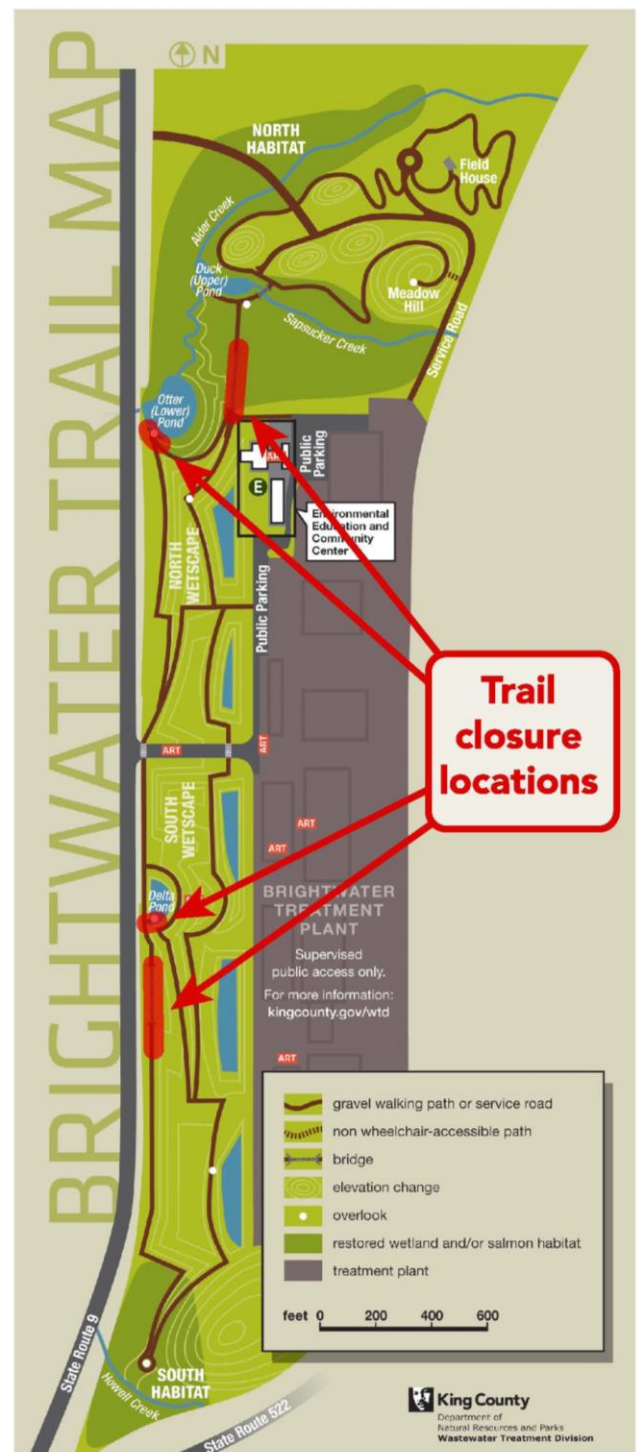 BRIGHTWATER TRAIL MAP
N
NORTH
HABITAT
Field
House
Alder Creek
Duck
(Upper)
Pond
Meadow
Hill
Sapsucker Creek
Service Road
Otter
(Lower)
Pond
ART
Public
Parking
E
Environmental
Education and
Community
Center
NORTH
WETSCAPE
Public Parking
Trail
closure
locations
ART
ART
SOUTH
WETSCAPE
ART
ART
Delta
Pond
BRIGHTWATER
TREATMENT
PLANT
Supervised
public access only.
For more information:
kingcounty.gov/wtd
ART
gravel walking path or service road
non wheelchair-accessible path
bridge
elevation change
overlook
restored wetland and/or salmon habitat
treatment plant
feet 0 200 400 600
State Route 9
SOUTH
HABITAT
Howell Creek
State Route 522
King County
Department of
Natural Resources and Parks
Wastewater Treatment Division